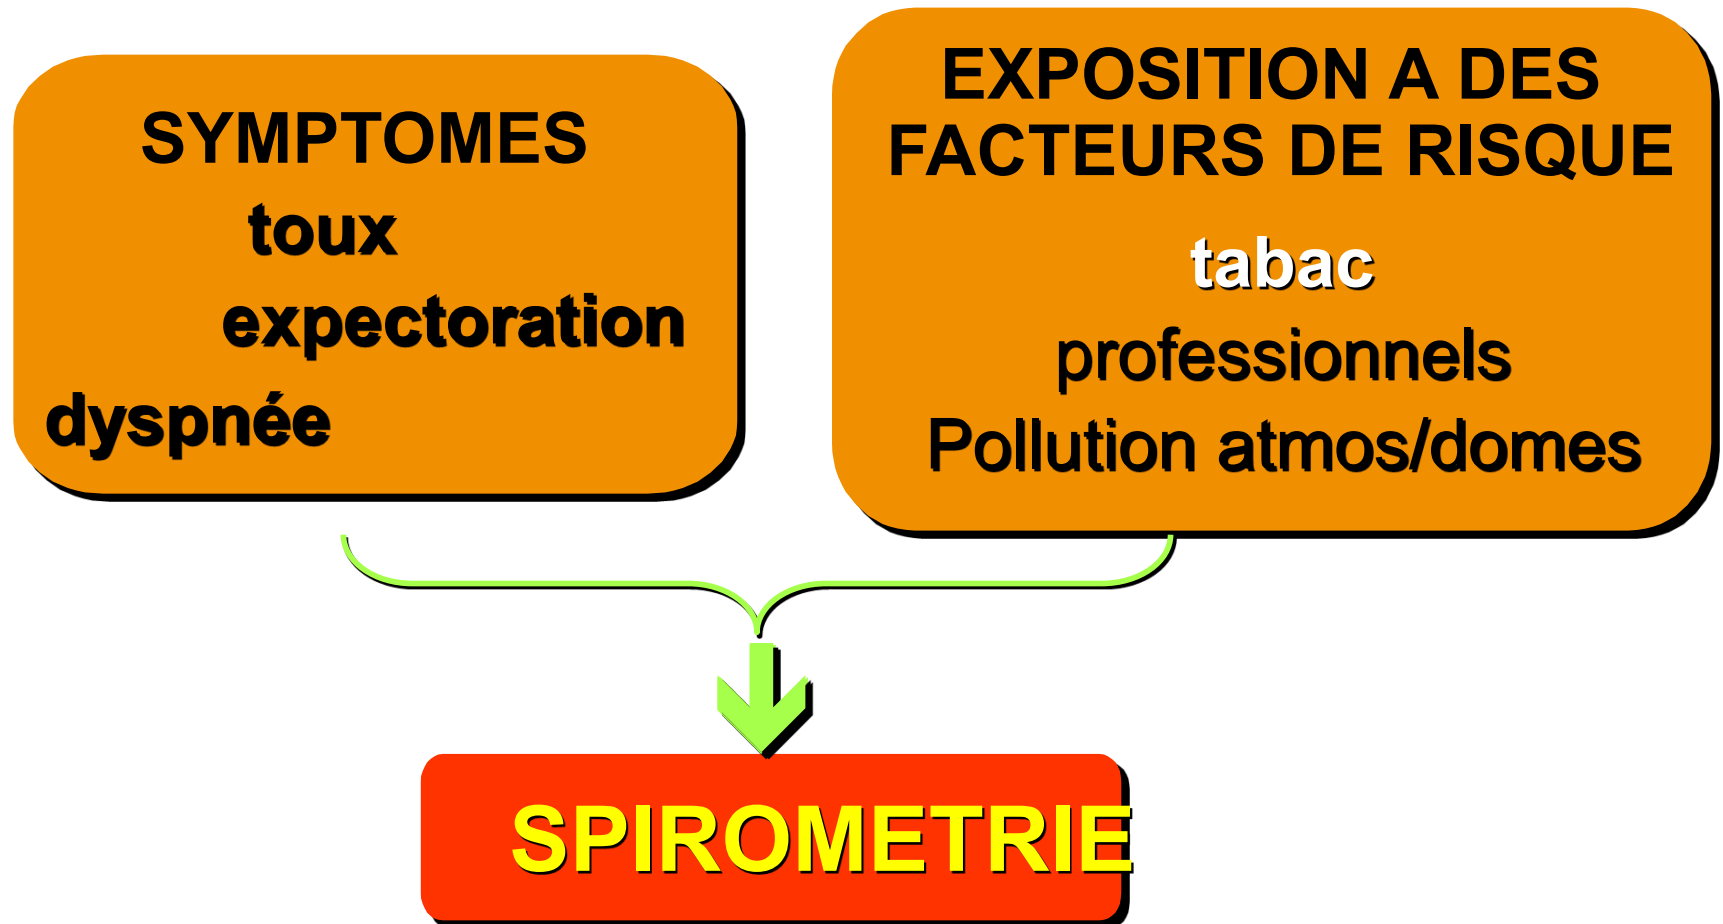 SYMPTOMES
toux
expectoration
dyspnée
EXPOSITION A DES
FACTEURS DE RISQUE
tabac
professionnels
Pollution atmos/domes
SPIROMETRIE